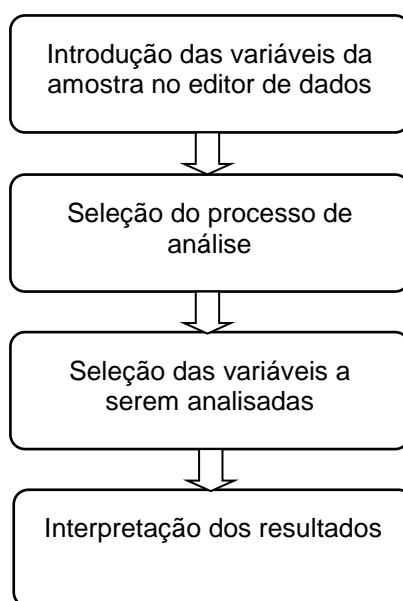 Introdução das variáveis da
amostra no editor de dados
Seleção do processo de
análise
Seleção das variáveis a
serem analisadas
Interpretação dos resultados